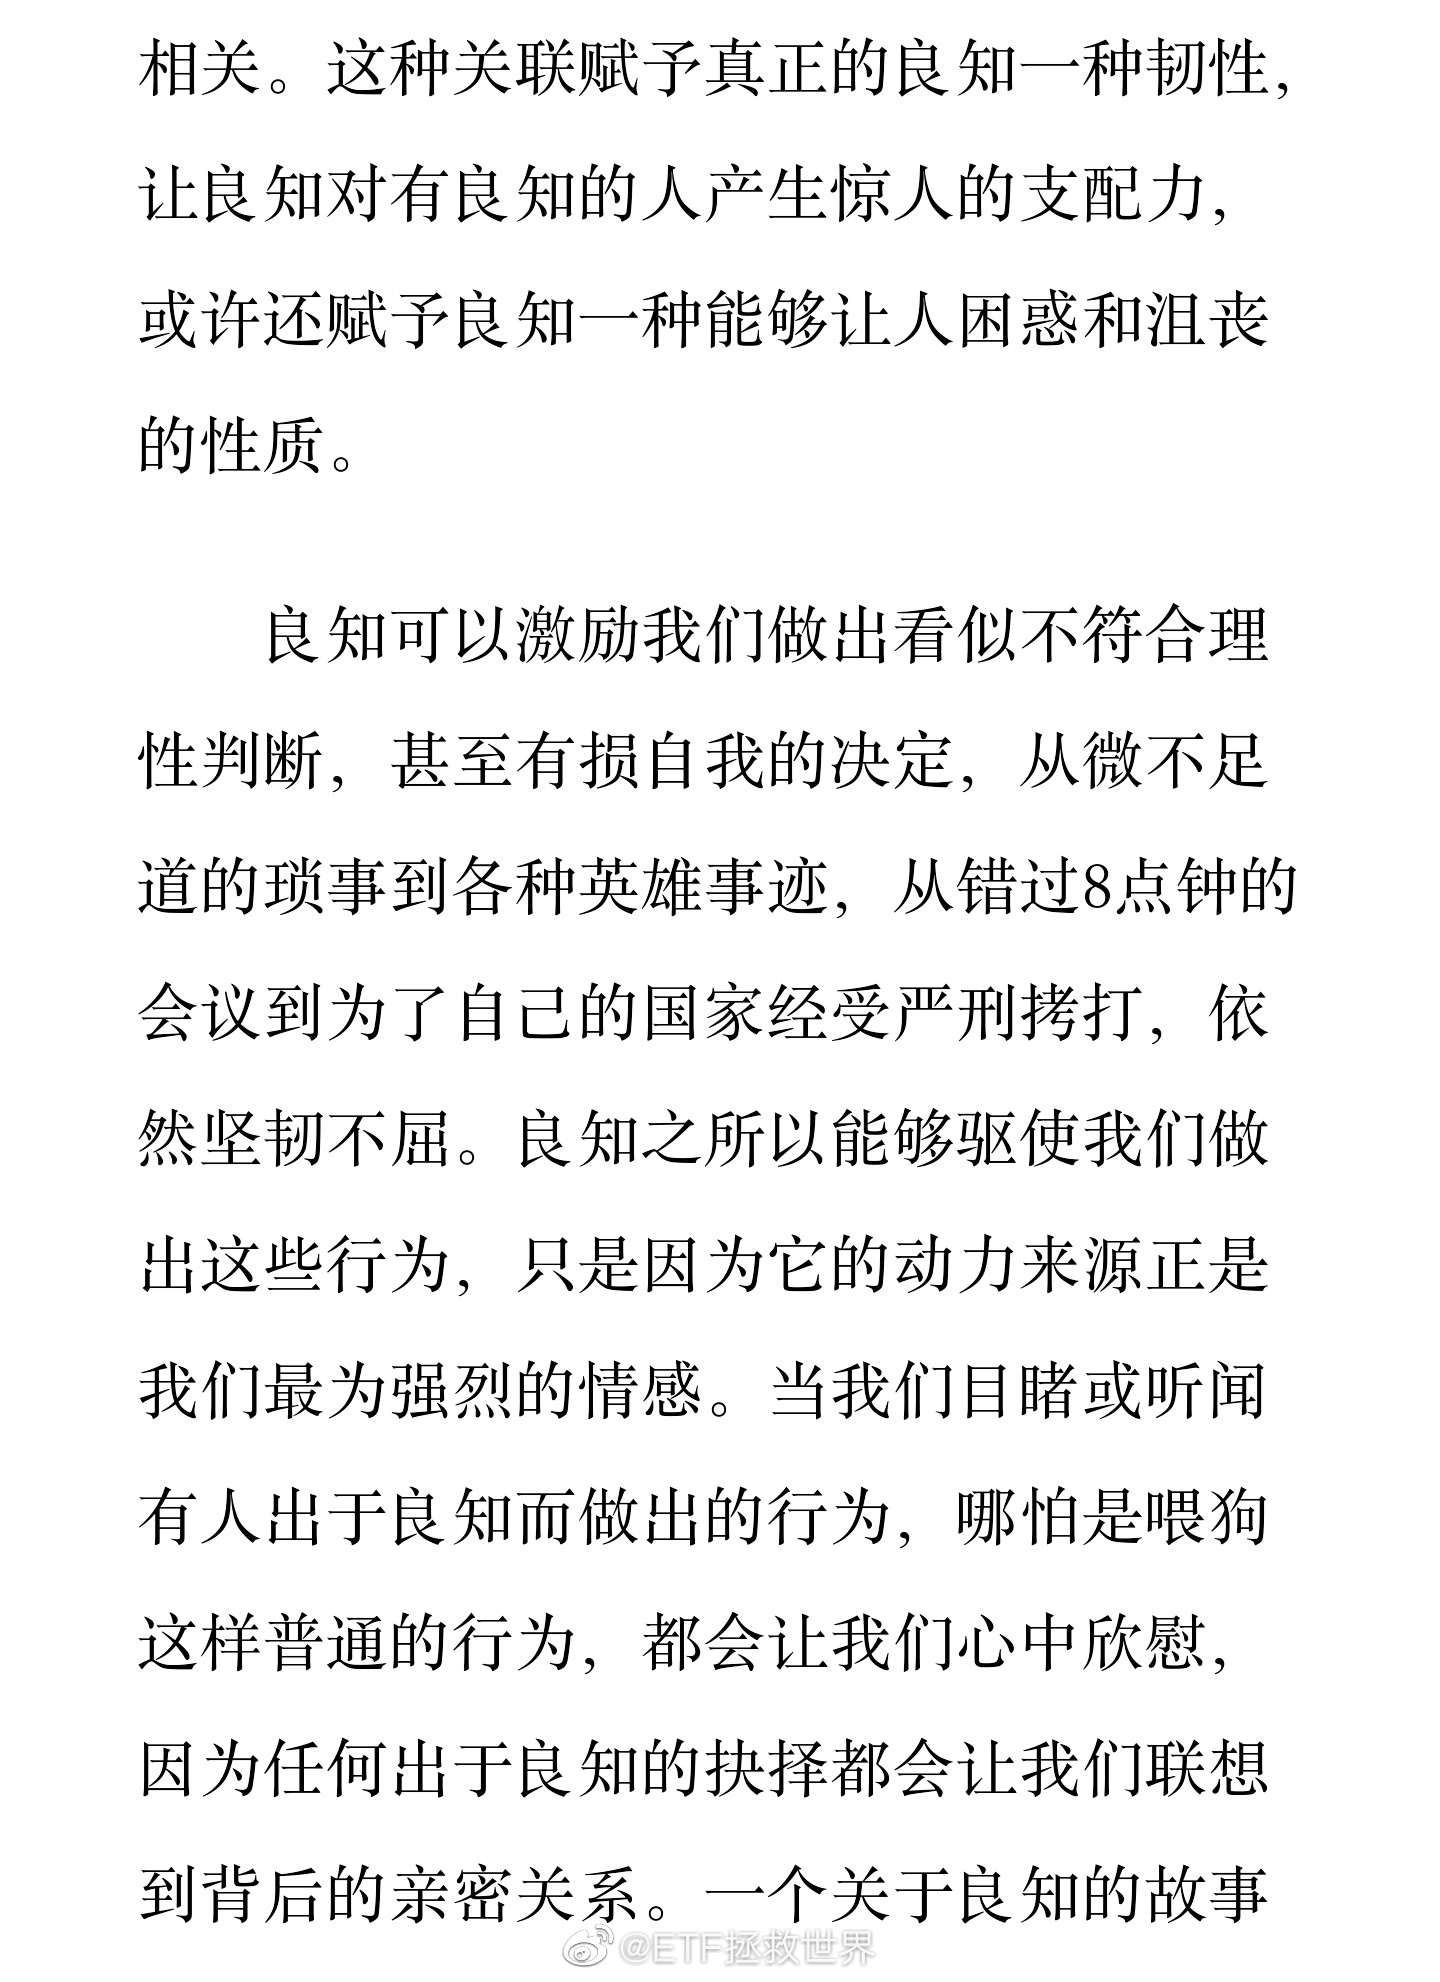 相关。这种关联赋予真正的良知一种韧性，
让良知对有良知的人产生惊人的支配力，
或许还赋予良知一种能够让人困惑和沮丧
的性质。
良知可以激励我们做出看似不符合理
性判断，甚至有损自我的决定，从微不足
道的琐事到各种英雄事迹，从错过8点钟的
会议到为了自己的国家经受严刑拷打，依
然坚韧不屈。良知之所以能够驱使我们做
出这些行为，只是因为它的动力来源正是
我们最为强烈的情感。当我们目睹或听闻
有人出于良知而做出的行为，哪怕是喂狗
这样普通的行为，都会让我们心中欣慰，
因为任何出于良知的抉择都会让我们联想
到背后的亲密关系。一个关于良知的故事
@ETF拯救世界